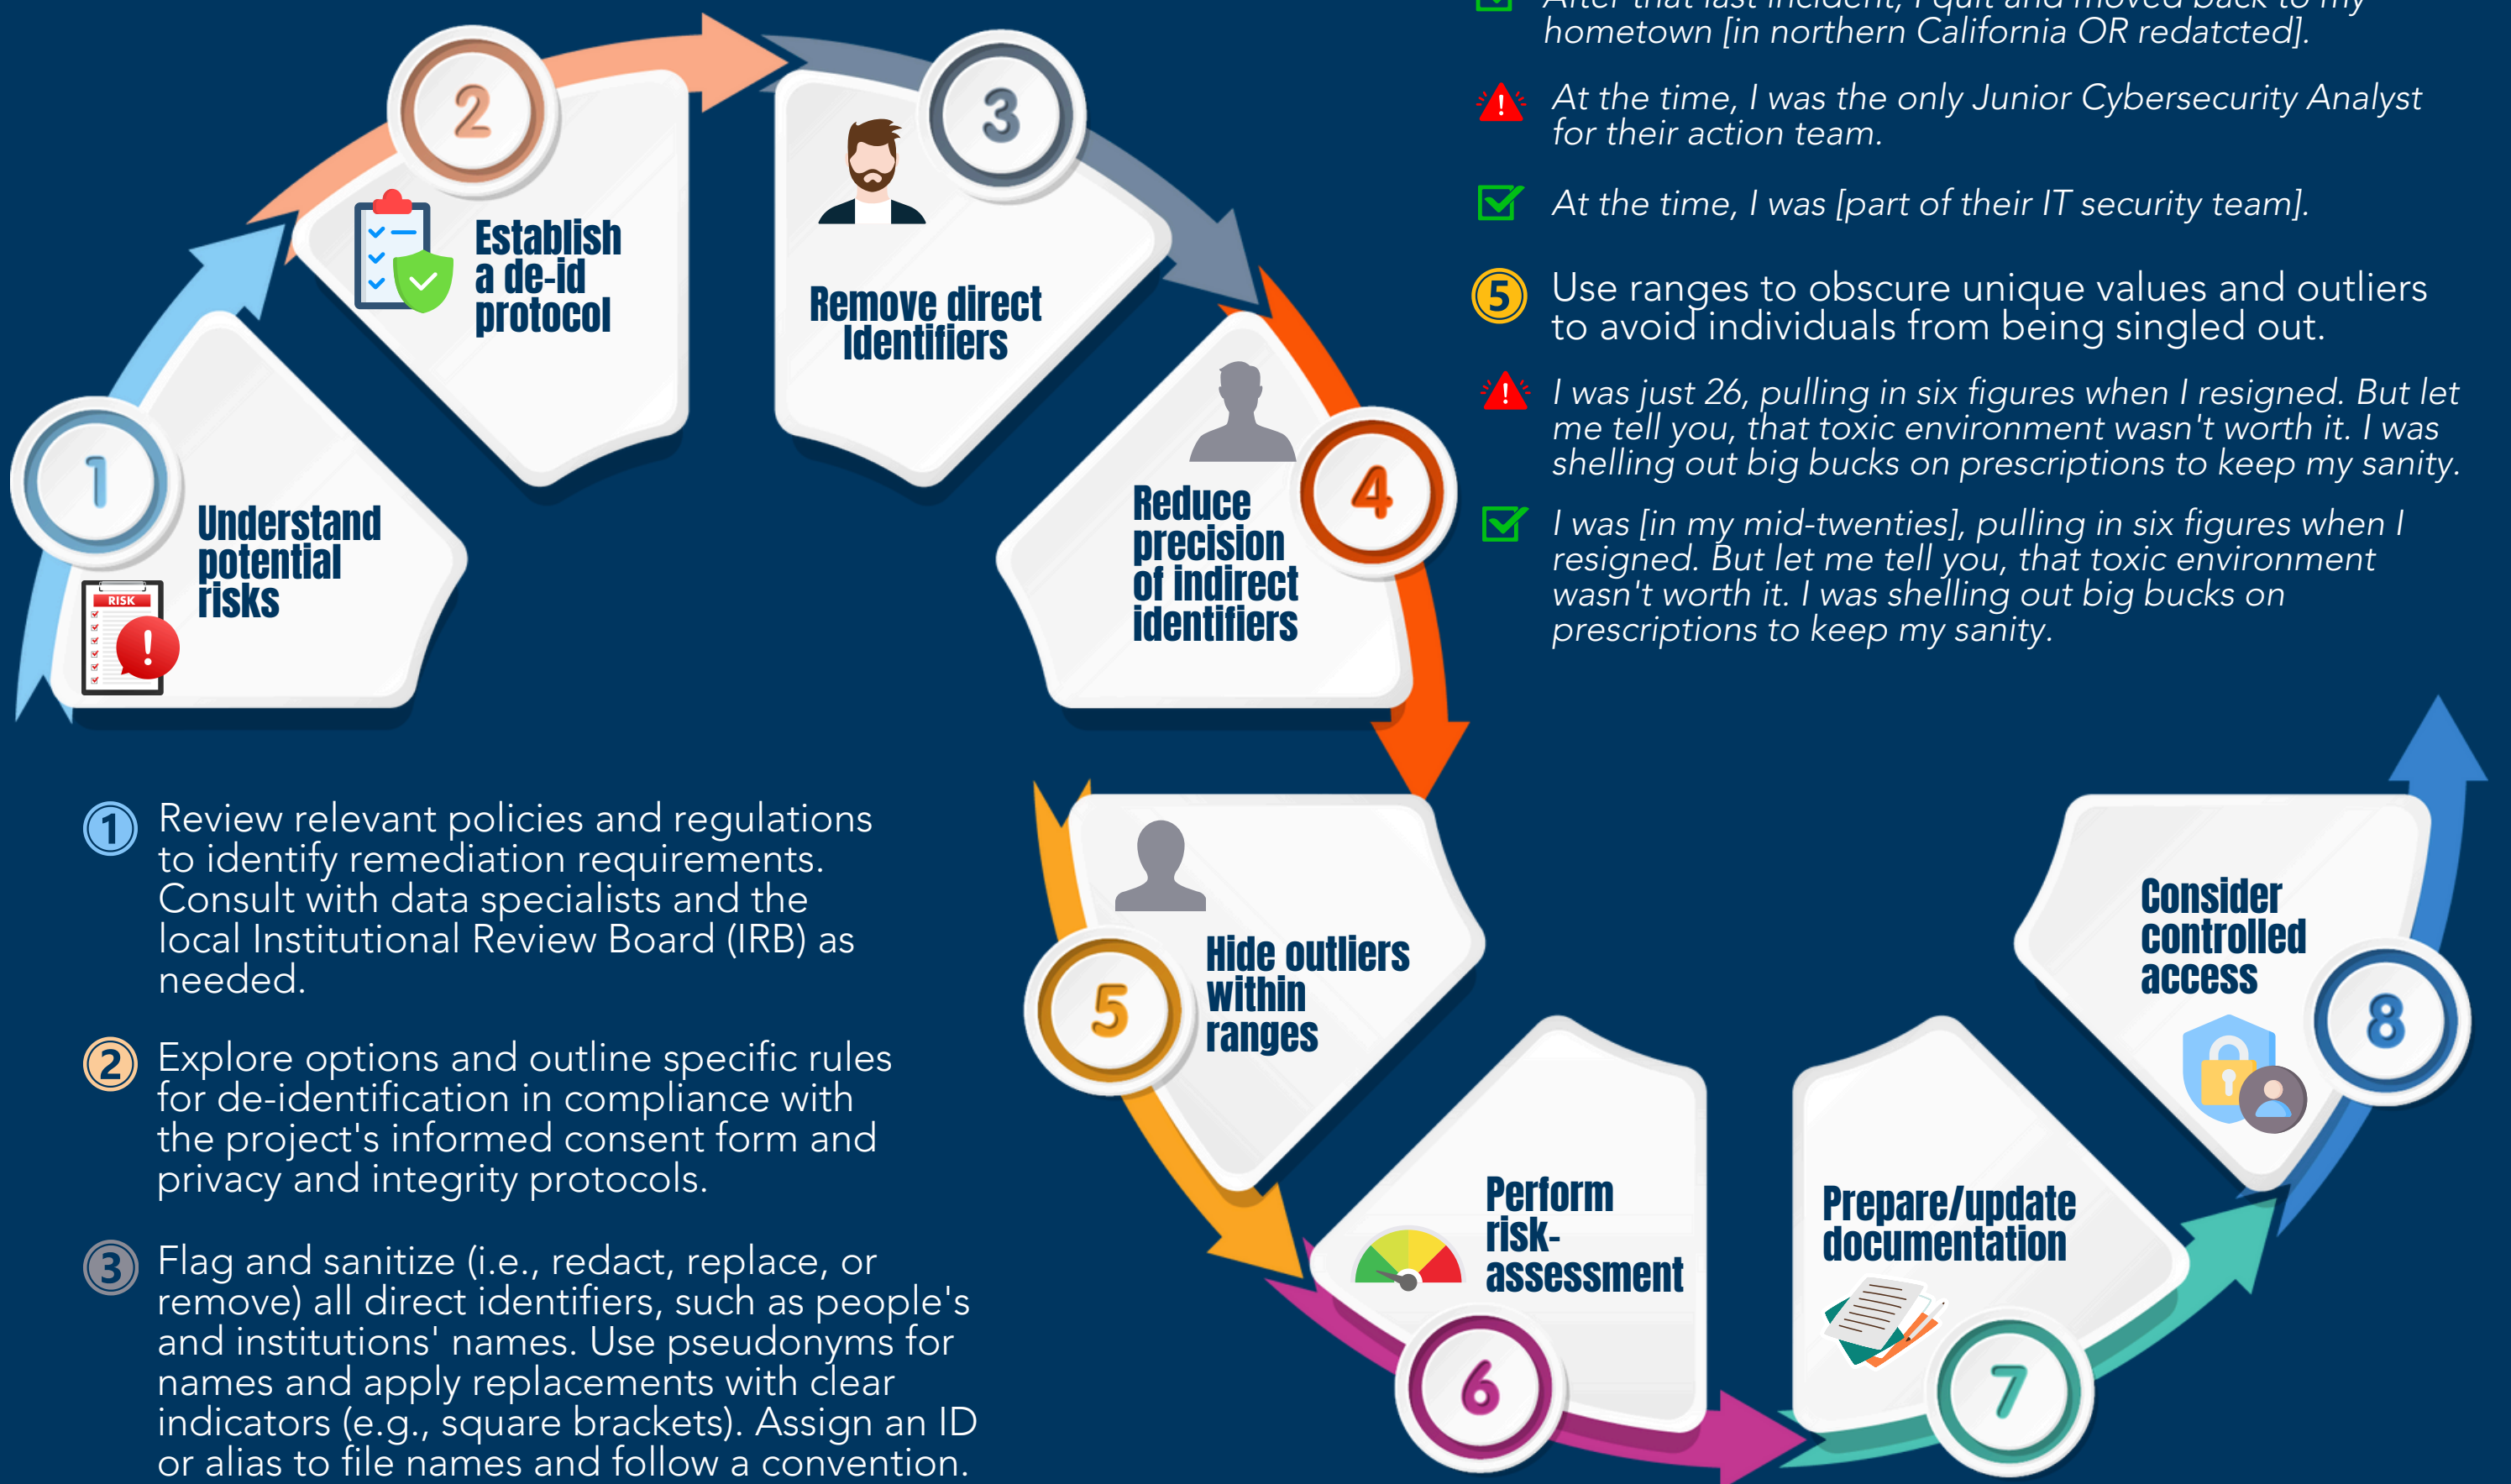 1
Understand
potential
risks
RISK
2
Establish
a de-id
protocol
3
Remove direct
Identifiers
4
Reduce
precision
of indirect
identifiers
5
Hide outliers
within
ranges
6
Perform
risk-
assessment
7
Prepare/update
documentation
8
Consider
controlled
access
1 Review relevant policies and regulations
to identify remediation requirements.
Consult with data specialists and the
local Institutional Review Board (IRB) as
needed.
2 Explore options and outline specific rules
for de-identification in compliance with
the project's informed consent form and
privacy and integrity protocols.
3 Flag and sanitize (i.e., redact, replace, or
remove) all direct identifiers, such as people's
and institutions' names. Use pseudonyms for
names and apply replacements with clear
indicators (e.g., square brackets). Assign an ID
or alias to file names and follow a convention.
After that last incident, I quit and moved back to my
hometown [in northern California OR redatcted].
At the time, I was the only Junior Cybersecurity Analyst
for their action team.
At the time, I was [part of their IT security team].
5 Use ranges to obscure unique values and outliers
to avoid individuals from being singled out.
I was just 26, pulling in six figures when I resigned. But let
me tell you, that toxic environment wasn't worth it. I was
shelling out big bucks on prescriptions to keep my sanity.
I was [in my mid-twenties], pulling in six figures when I
resigned. But let me tell you, that toxic environment
wasn't worth it. I was shelling out big bucks on
prescriptions to keep my sanity.